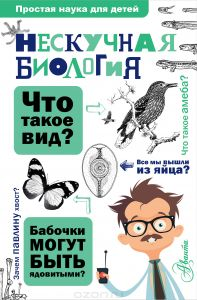 Простая наука для детей
НЕСКУЧНАЯ
БИОЛОГИЯ
Что
такое
вид?
Что такое амеба?
Все мы вышли
из яйца?
Зачем павлину хвост?
Бабочки
могут
быть
ядовитыми?
Аванта